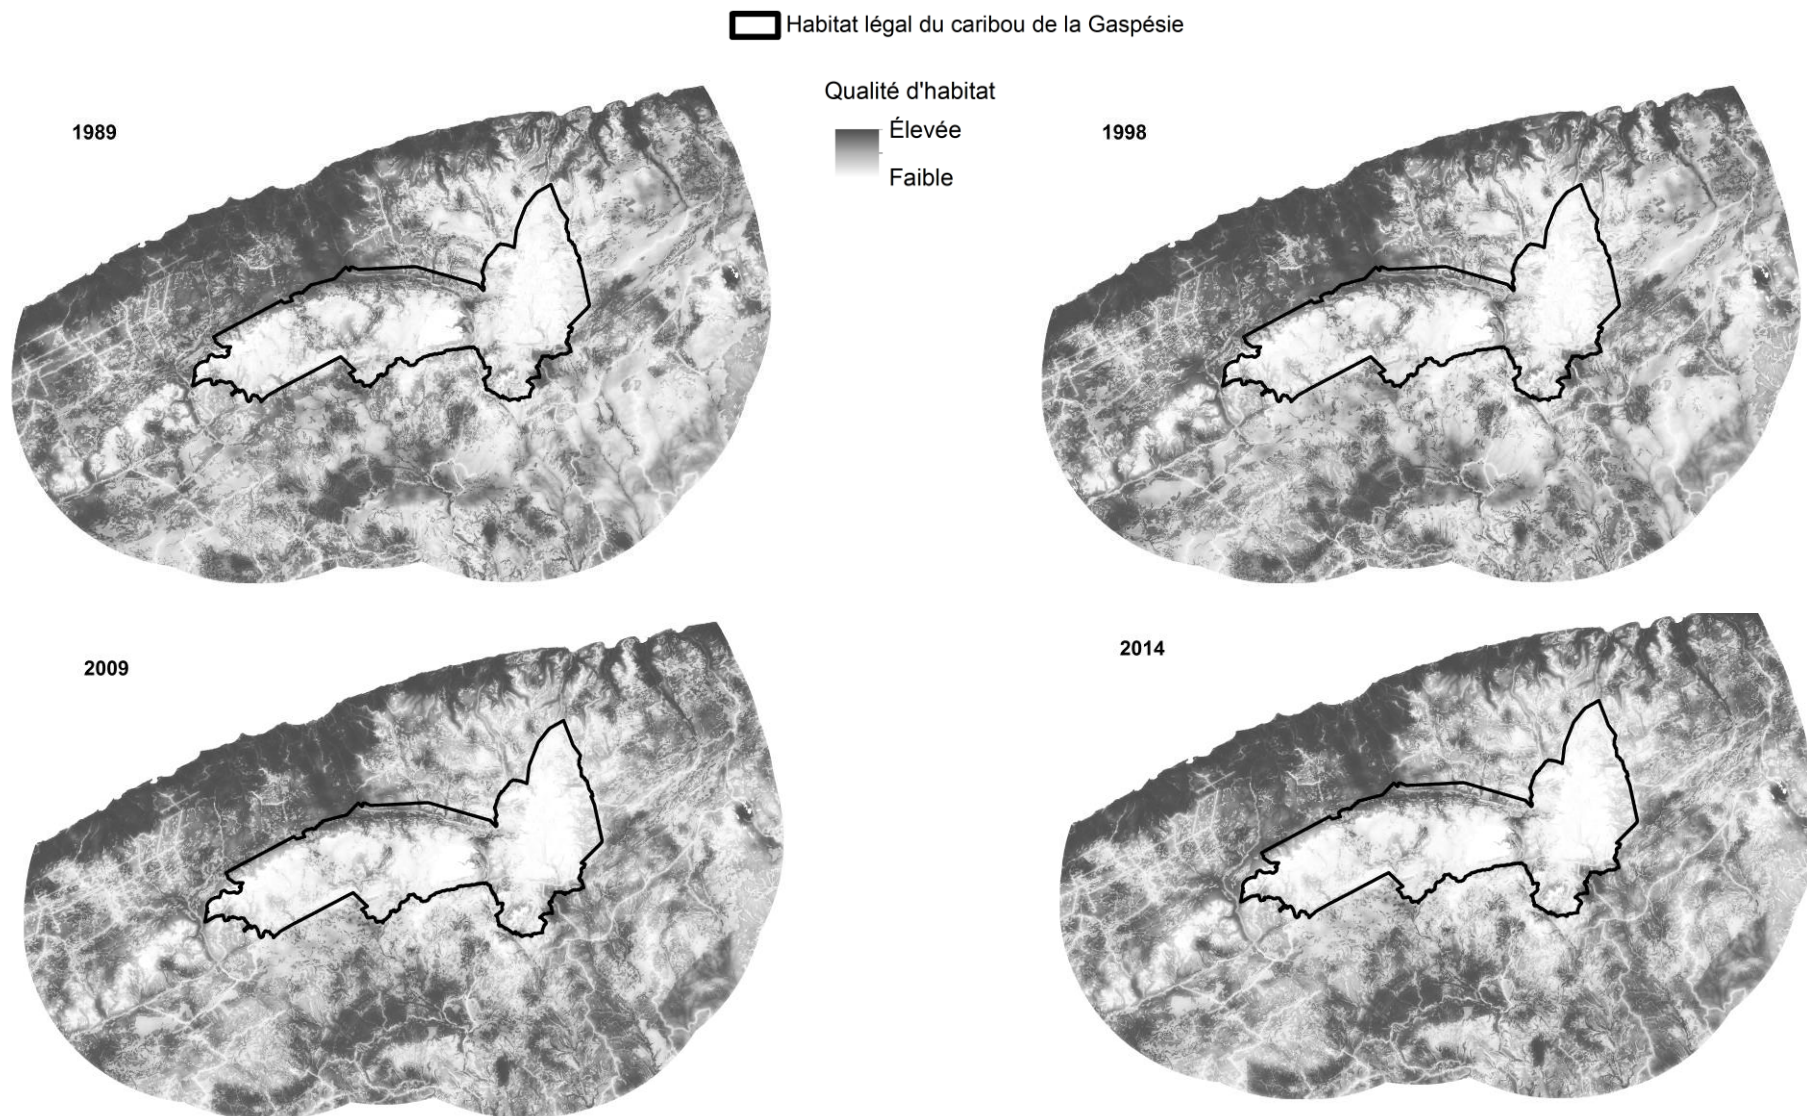 Habitat légal du caribou de la Gaspésie
Qualité d'habitat
Élevée
Faible
1989
1998
2009
2014